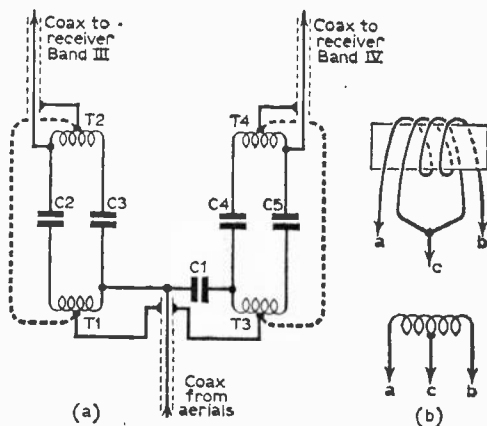 Coax to
receiver
Band III
Coax to
receiver
Band IV
T2
T4
C2
C3
C4
C5
C1
T1
T3
a
b
c
Coax
from
aerials
a
c
b
(a)
(b)